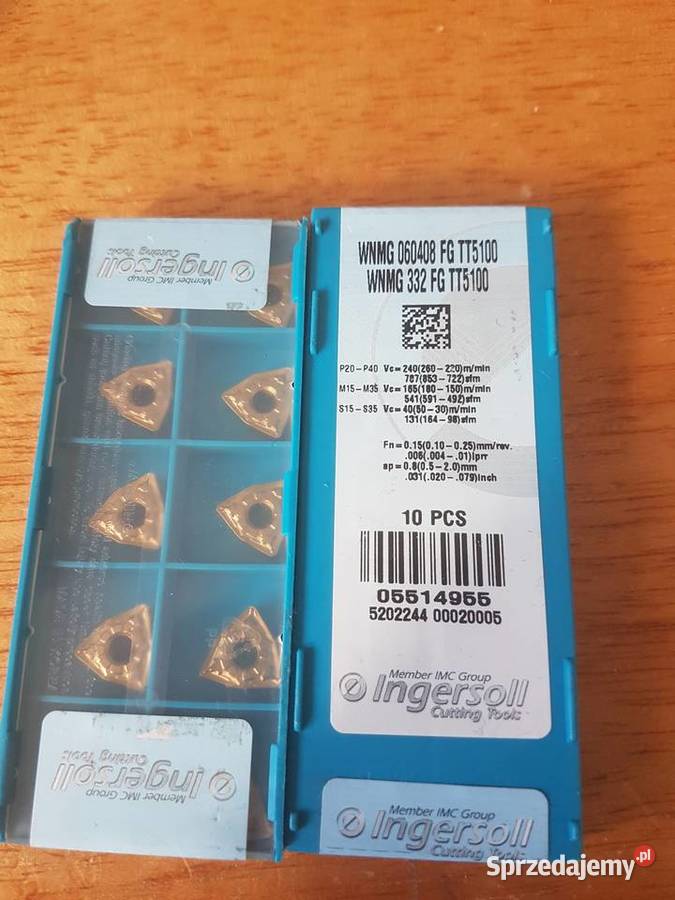 Member IMC Group
Ingersoll
Cutting Tools
Member IMC Group
Ingersoll
Cutting Tools
WNMG 060408 FG TT5100
WNMG 332 FG TT5100
P20-P40 Vc=240(260-220)m/min
787(853-722)sfm
M15-M35 Vc=165(180-150)m/min
541(591-492)sfm
S15-S35 Vc=40(50-30)m/min
131(164-98)sfm
Fn=0.15(0.10-0.25)mm/rev.
.006(.004-.01)Iprr
ap=0.8(0.5-2.0)mm
.031(.020-.079)inch
10 PCS
05514955
5202244 00020005
Member IMC Group
Ingersoll
Cutting Tools
Member IMC Group
Ingersoll
Cutting Tools
Sprzedajemy.pl